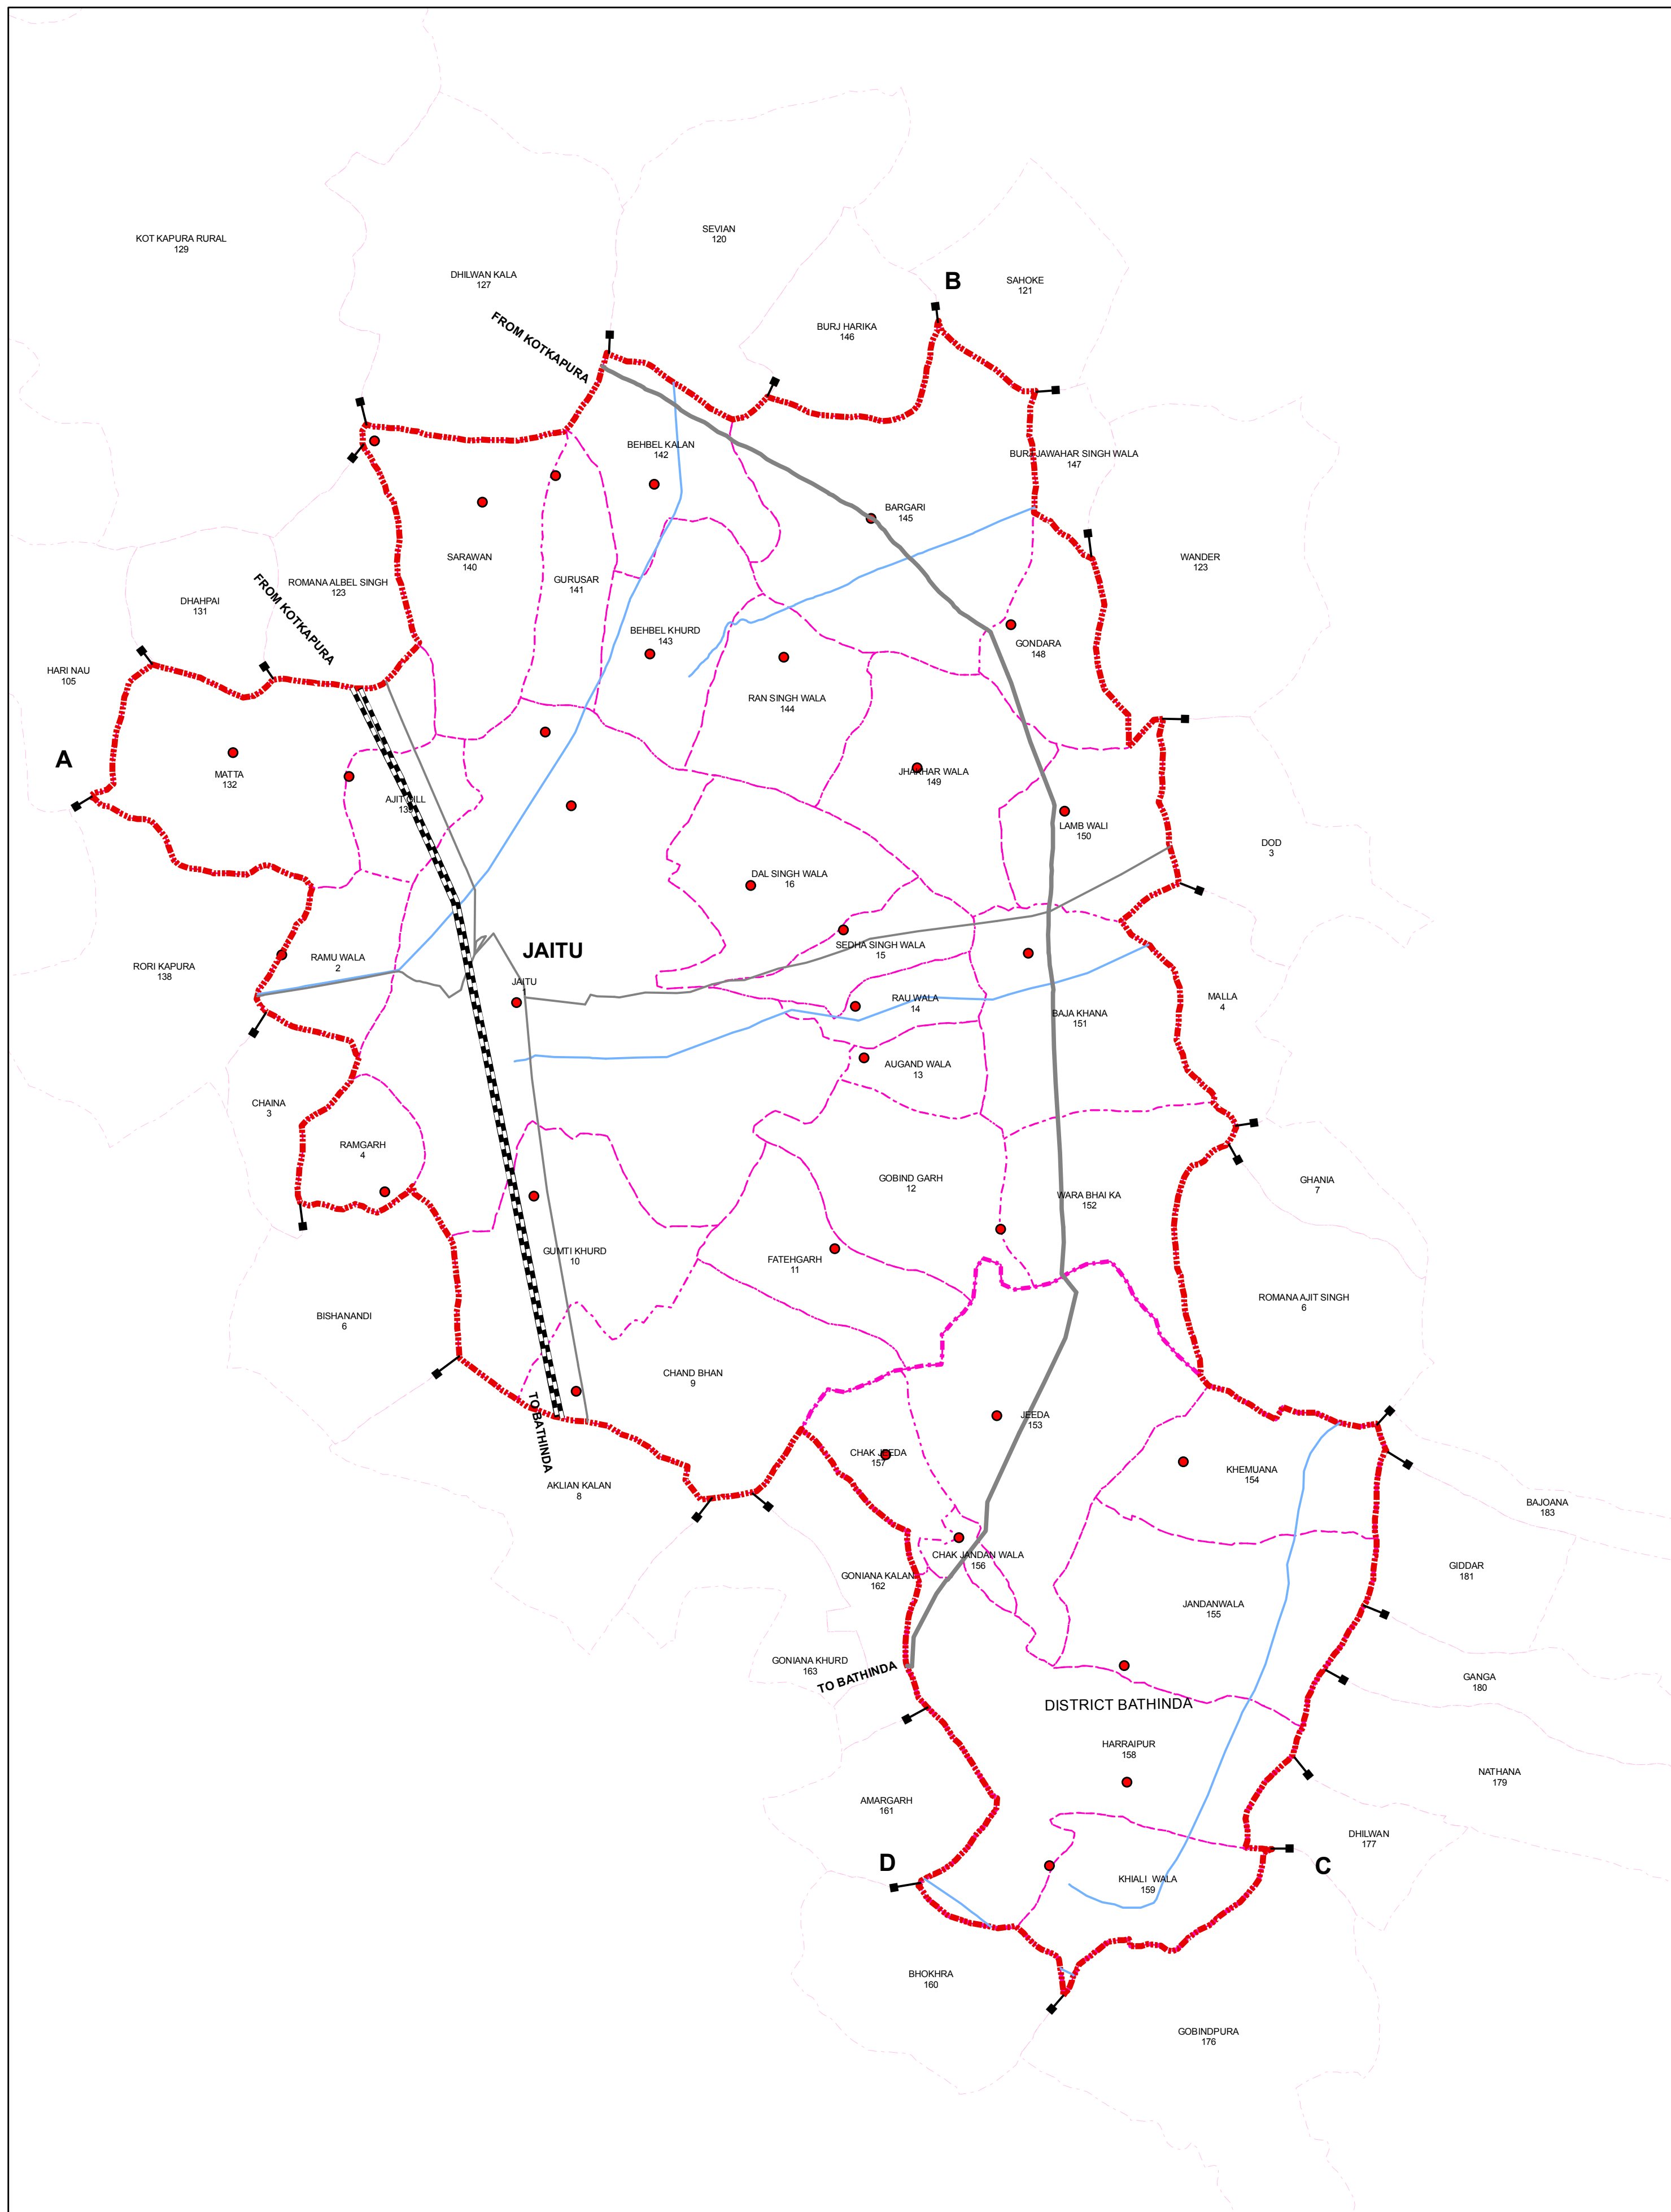 SEVIAN
120
KOT KAPURA RURAL
129
DHILWAN KALA
127
B
SAHOKE
121
BURJ HARIKA
146
FROM KOTKAPURA
BEHBEL KALAN
142
BURJ JAWAHAR SINGH WALA
147
BARGARI
145
SARAWAN
140
WANDER
123
GURUSAR
141
ROMANA ALBEL SINGH
123
DHAHPAI
131
FROM KOTKAPURA
BEHBEL KHURD
143
GONDARA
148
HARI NAU
105
RAN SINGH WALA
144
A
MATTA
132
JHAKHAR WALA
149
AJIT GILL
LAMB WALI
150
DOD
3
DAL SINGH WALA
16
JAITU
SEDHA SINGH WALA
15
RAMU WALA
2
RORI KAPURA
138
JAITU
1
RAU WALA
14
MALLA
4
BAJA KHANA
151
AUGAND WALA
13
CHAINA
3
RAMGARH
4
GOBIND GARH
12
GHANIA
7
WARA BHAI KA
152
GUMTI KHURD
10
FATEHGARH
11
ROMANA AJIT SINGH
6
BISHANANDI
6
CHAND BHAN
9
TO BATHINDA
JEEDA
153
CHAK JEEDA
157
KHEMUANA
154
AKLIAN KALAN
8
BAJOANA
183
CHAK JANDAN WALA
156
GIDDAR
181
GONIANA KALAN
162
JANDANWALA
155
GONIANA KHURD
163
TO BATHINDA
GANGA
180
DISTRICT BATHINDA
HARRAIPUR
158
NATHANA
179
AMARGARH
161
DHILWAN
177
D
C
KHIALI WALA
159
BHOKHRA
160
GOBINDPURA
176